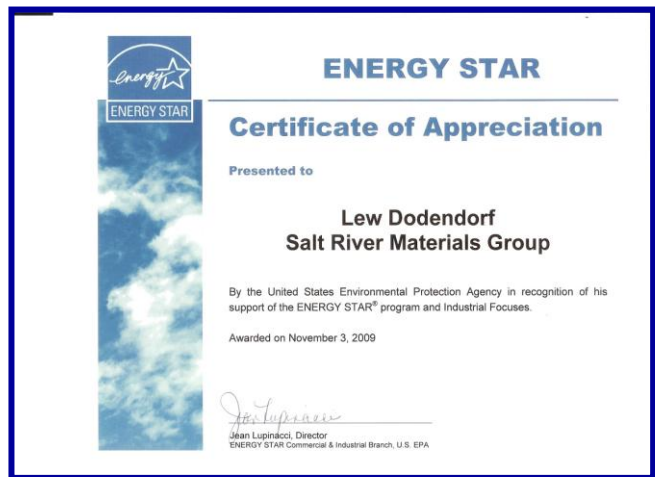 energy
ENERGY STAR
ENERGY STAR
Certificate of Appreciation
Presented to
Lew Dodendorf
Salt River Materials Group
By the United States Environmental Protection Agency in recognition of his
support of the ENERGY STAR® program and Industrial Focuses.
Awarded on November 3, 2009
Jean Lupinacci
Jean Lupinacci, Director
ENERGY STAR Commercial & Industrial Branch, U.S. EPA